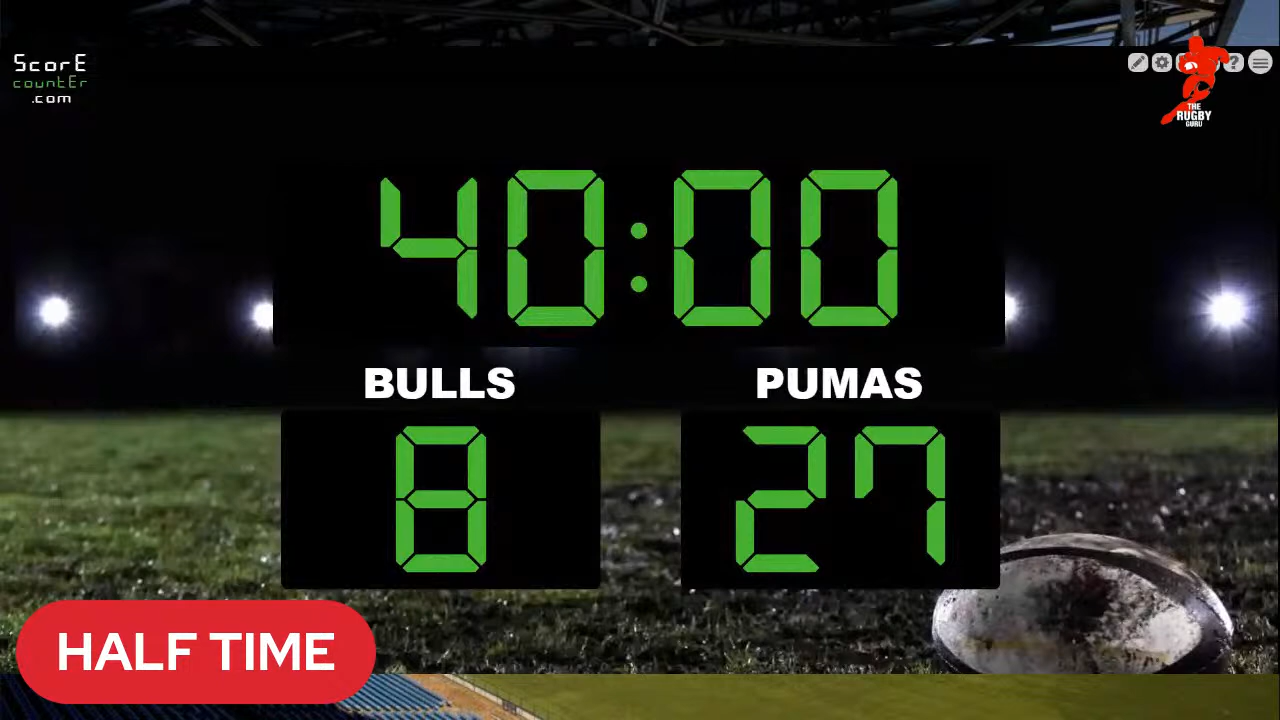 ScorE
countEr
.com
?
THE
RUGBY
GURU
40:00
BULLS
PUMAS
8
27
HALF TIME